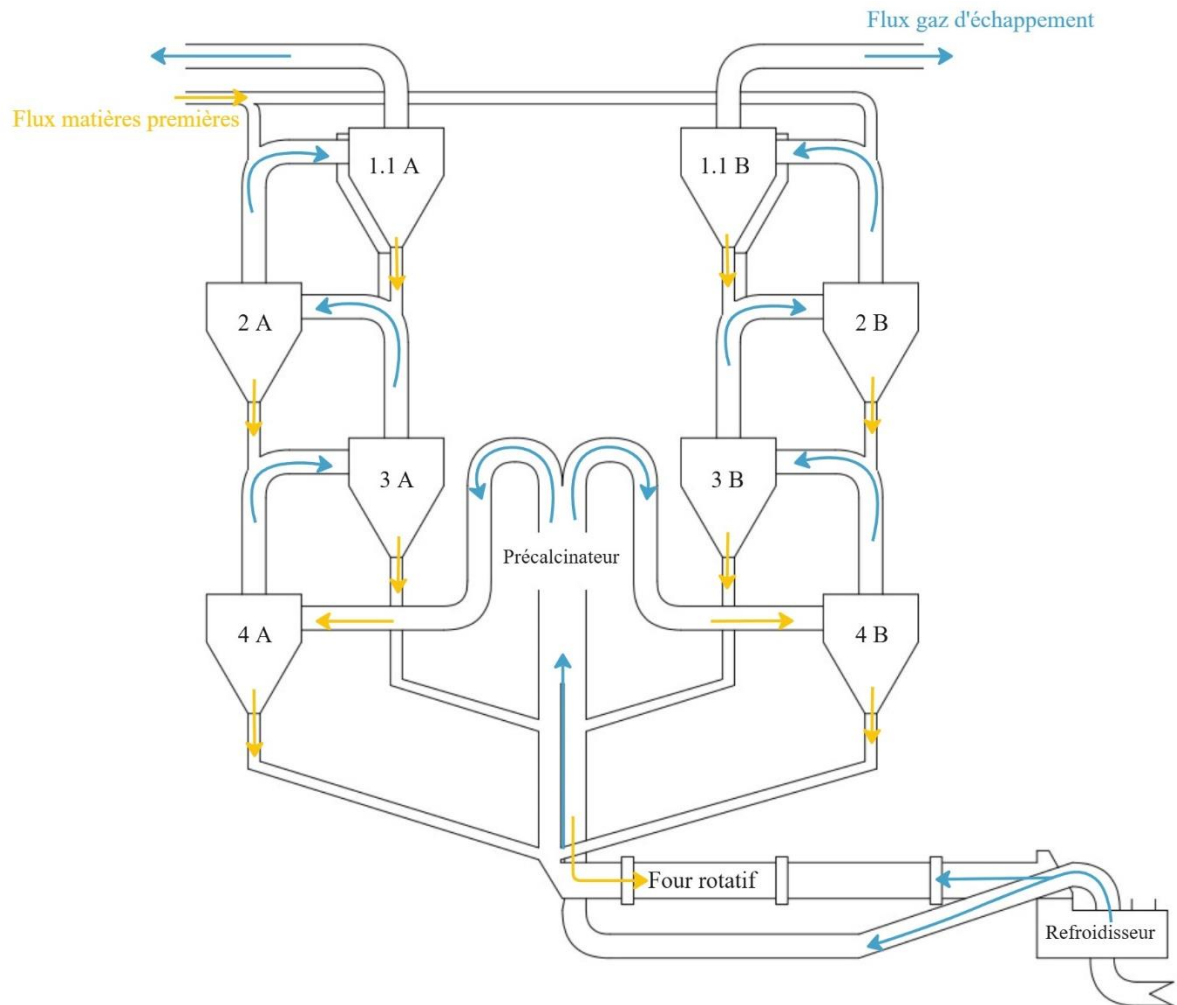 Flux gaz d'échappement
Flux matières premières
1.1 A
1.1 B
2 A
2 B
3 A
3 B
Précalcinateur
4 A
4 B
Four rotatif
Refroidisseur